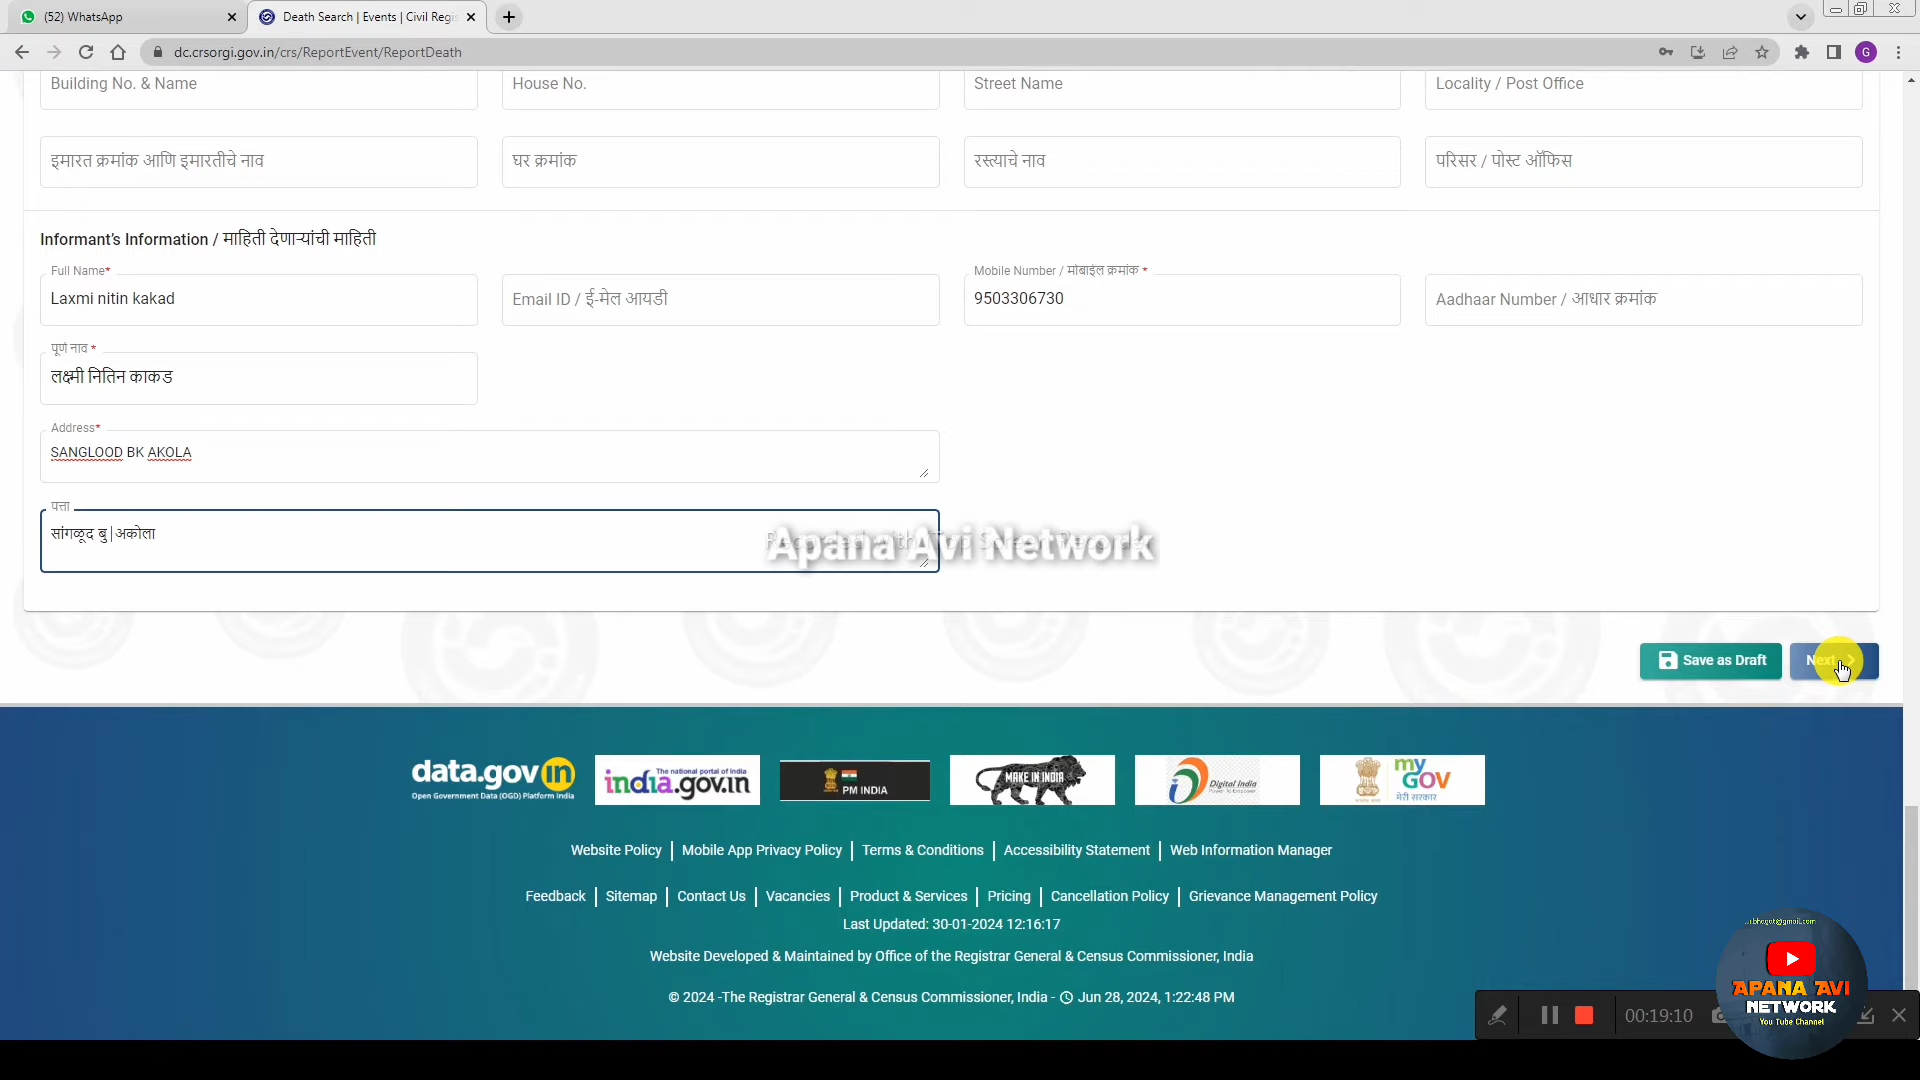 (52) WhatsApp
Death Search | Events | Civil Regis
dc.crsorgi.gov.in/crs/ReportEvent/ReportDeath
G
Building No. & Name
House No.
Street Name
Locality / Post Office
इमारत क्रमांक आणि इमारतीचे नाव
घर क्रमांक
रस्त्याचे नाव
परिसर / पोस्ट ऑफिस
Informant's Information / माहिती देणाऱ्यांची माहिती
Full Name*
Laxmi nitin kakad
Email ID / ई-मेल आयडी
Mobile Number / मोबाईल क्रमांक *
9503306730
Aadhaar Number / आधार क्रमांक
पूर्ण नाव *
लक्ष्मी नितिन काकड
Address*
SANGLOOD BK AKOLA
पत्ता
सांगळूद बु अकोला
Apana Avi Network
Save as Draft
Next
data.gov in
Open Government Data (OGD) Platform India
The national portal of India
india.gov.in
PM INDIA
MAKE IN INDIA
Digital India
Power To Empower
my
GOV
मेरी सरकार
Website Policy | Mobile App Privacy Policy | Terms & Conditions | Accessibility Statement | Web Information Manager
Feedback | Sitemap | Contact Us | Vacancies | Product & Services | Pricing | Cancellation Policy | Grievance Management Policy
Last Updated: 30-01-2024 12:16:17
Website Developed & Maintained by Office of the Registrar General & Census Commissioner, India
© 2024 -The Registrar General & Census Commissioner, India - Jun 28, 2024, 1:22:48 PM
00:19:10
APANA AVI
NETWORK
You Tube Channel